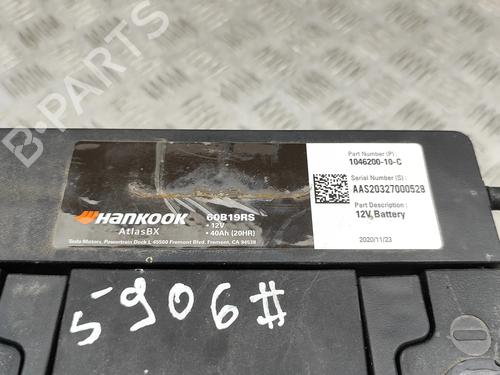 B-PARTS
HANKOOK
AtlasBX
60B19RS
• 12V
• 40Ah (20HR)
Tesla Motors, Powertrain Deck L 45500 Fremont Blvd. Fremont, CA 94538
Part Number (P) :
1046200-10-C
Serial Number (S) :
AAS20327000528
Part Description :
12V, Battery
2020/11/23
5906#